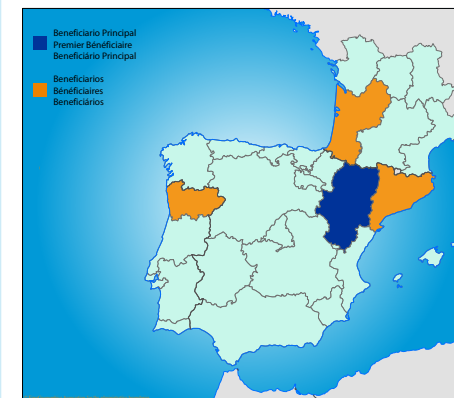 Beneficiario Principal
Premier Bénéficiaire
Beneficiário Principal
Beneficiarios
Bénéficiaires
Beneficiários